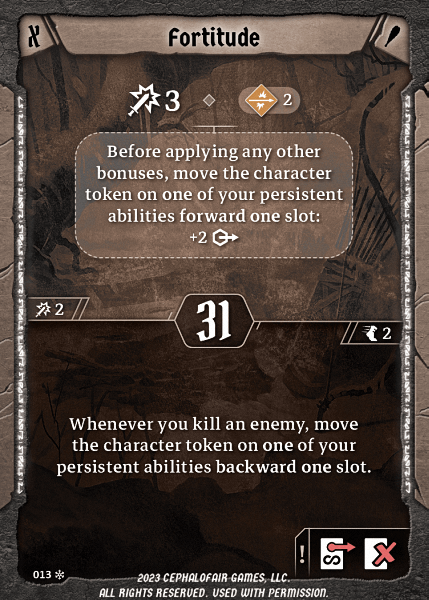 Fortitude
3 2
Before applying any other
bonuses, move the character
token on one of your persistent
abilities forward one slot:
+2
2
31
2
Whenever you kill an enemy, move
the character token on one of your
persistent abilities backward one slot.
!
S
013
2023 CEPHALOFAIR GAMES, LLC.
ALL RIGHTS RESERVED. USED WITH PERMISSION.